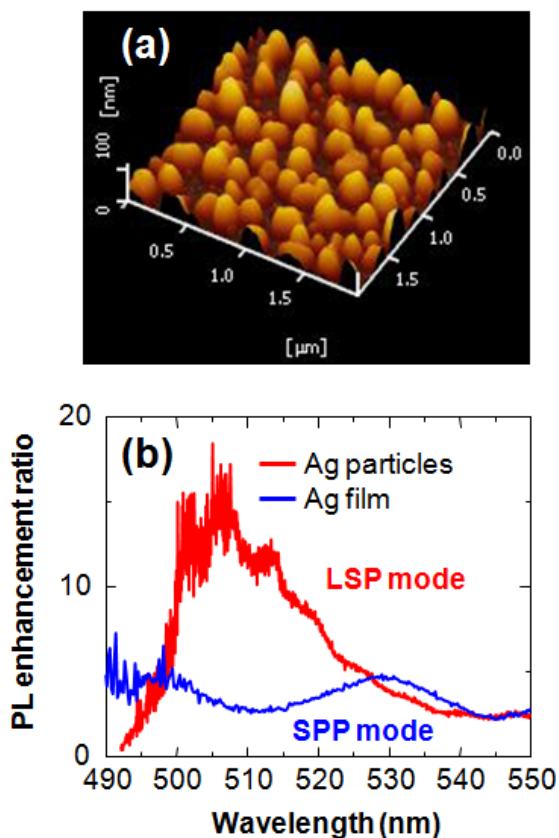 (a)
[nm]
100
0
0.5
1.0
1.5
[µm]
0.0
0.5
1.0
1.5
(b)
Ag particles
Ag film
LSP mode
SPP mode
PL enhancement ratio
20
10
0
490 500 510 520 530 540 550
Wavelength (nm)